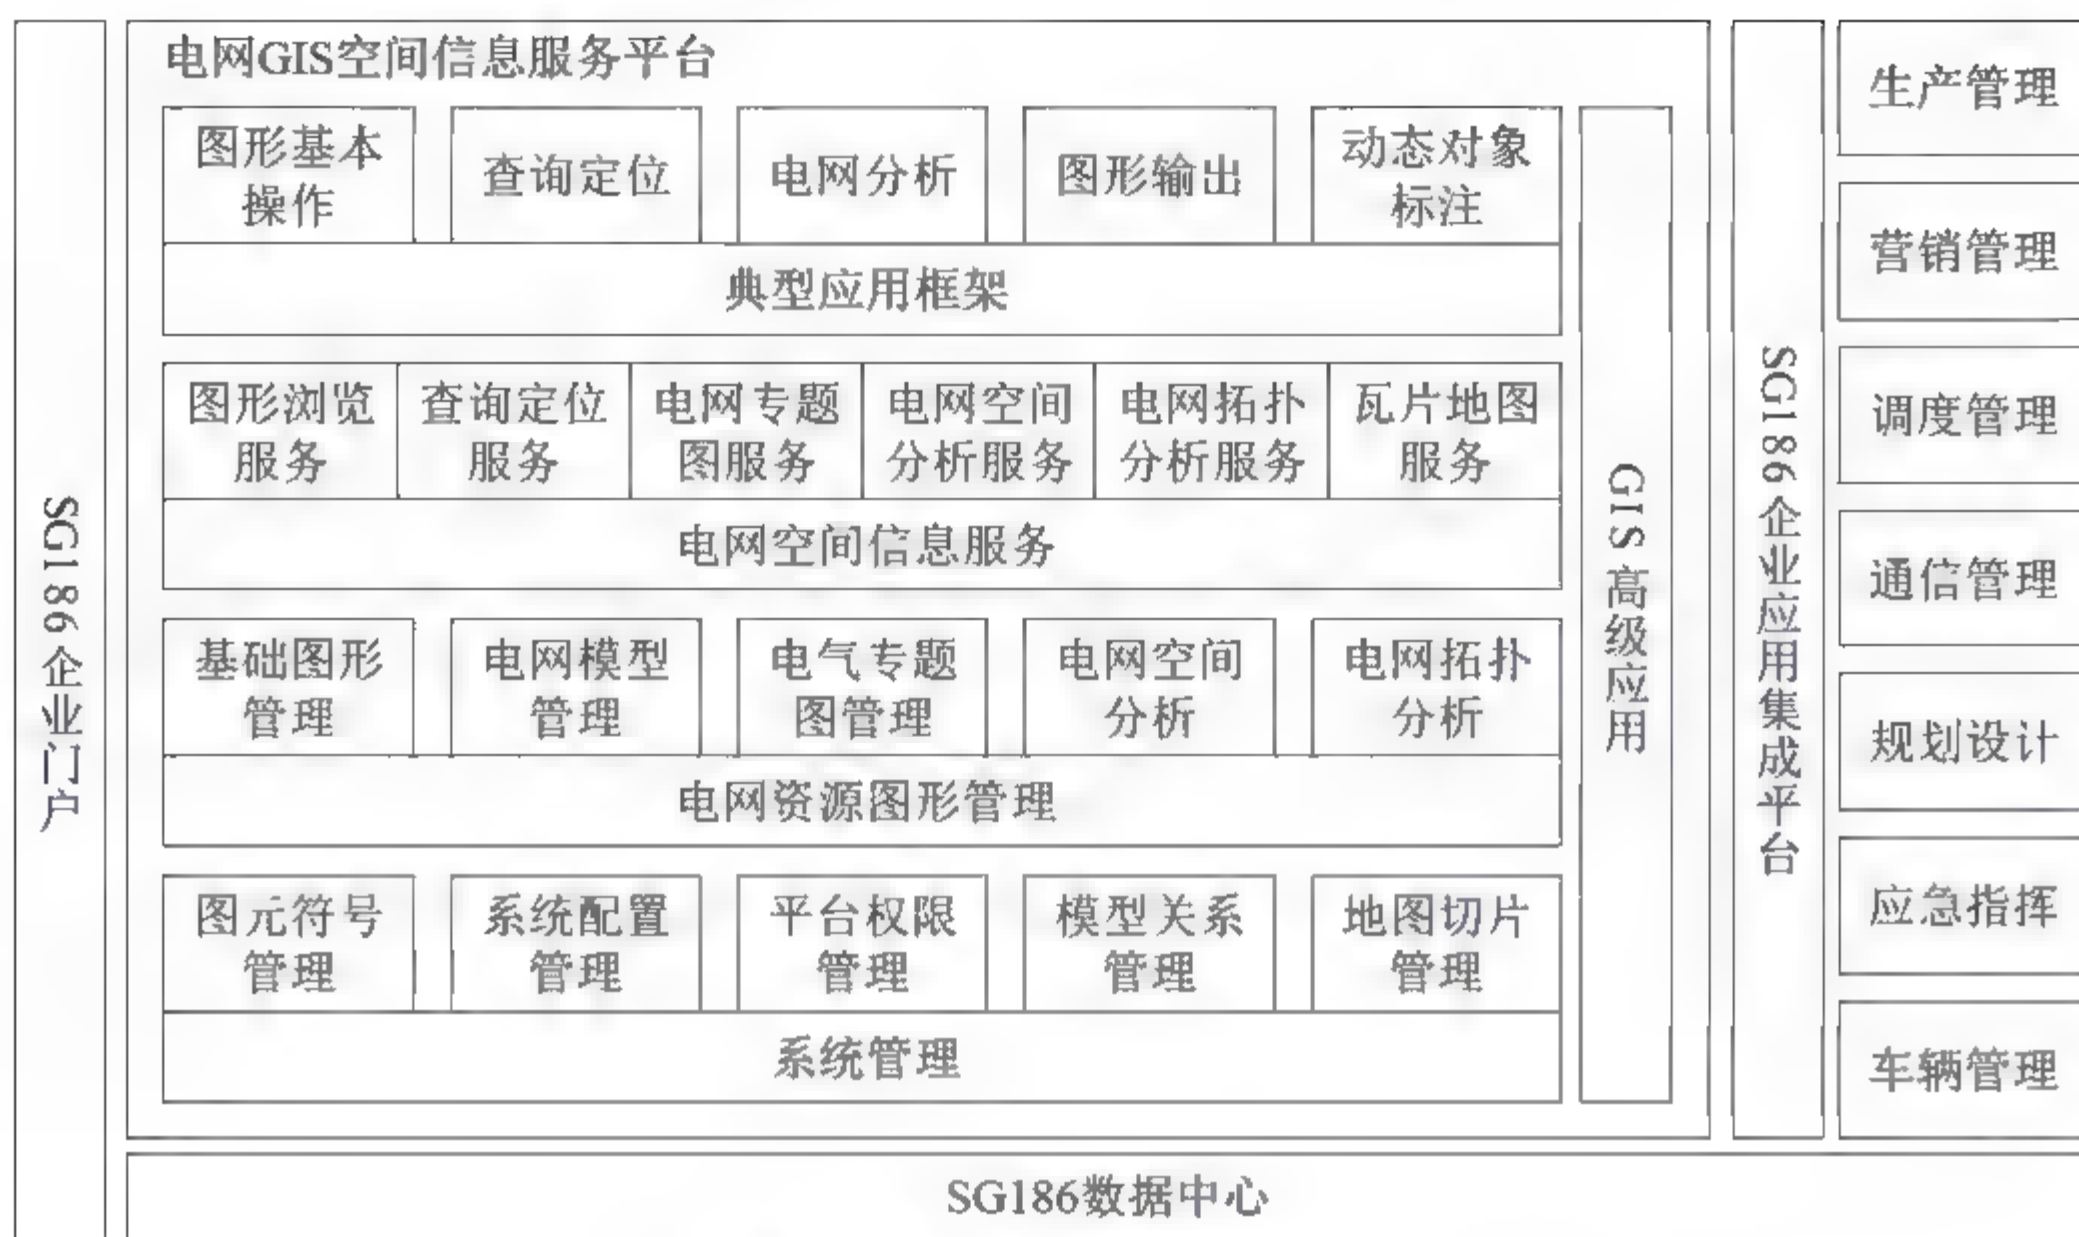 SG186企业门户
电网GIS空间信息服务平台
图形基本
操作
查询定位
电网分析
图形输出
动态对象
标注
典型应用框架
图形浏览
服务
查询定位
服务
电网专题
图服务
电网空间
分析服务
电网拓扑
分析服务
瓦片地图
服务
电网空间信息服务
基础图形
管理
电网模型
管理
电气专题
图管理
电网空间
分析
电网拓扑
分析
电网资源图形管理
图元符号
管理
系统配置
管理
平台权限
管理
模型关系
管理
地图切片
管理
系统管理
GIS高级应用
SG186企业应用集成平台
生产管理
营销管理
调度管理
通信管理
规划设计
应急指挥
车辆管理
SG186数据中心